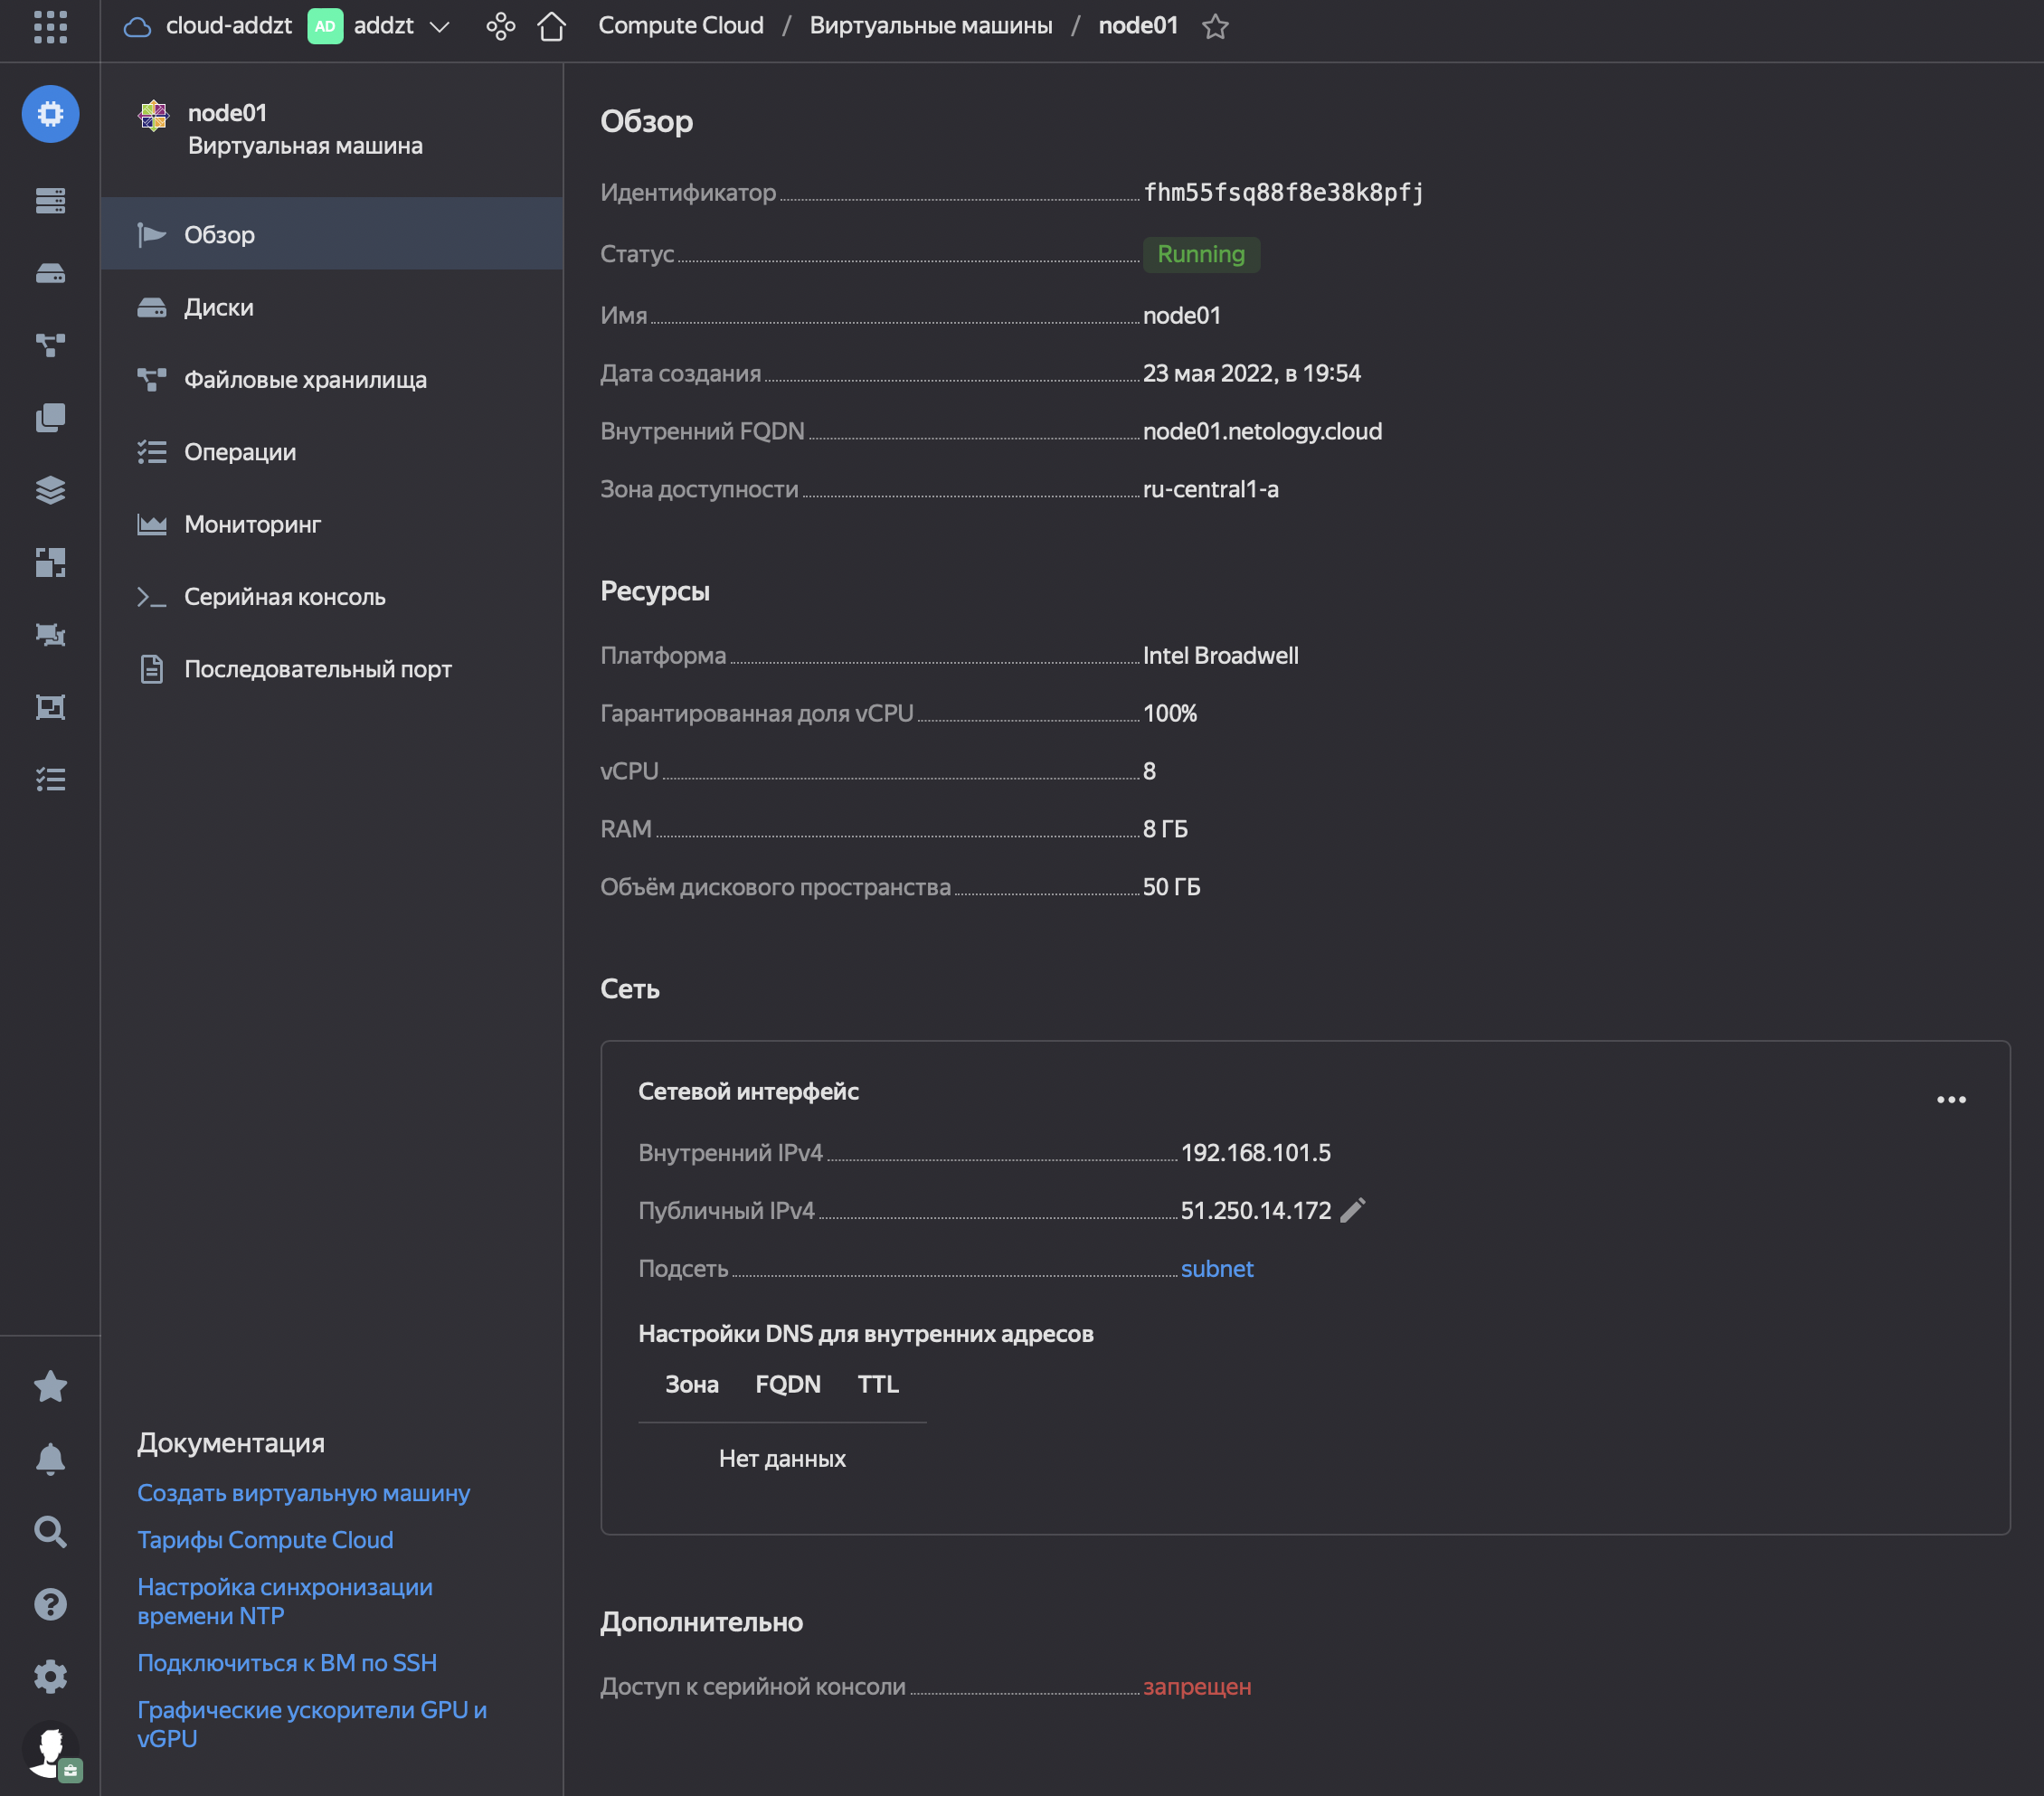 cloud-addzt AD addzt Compute Cloud / Виртуальные машины / node01
node01
Виртуальная машина
Обзор
Диски
Файловые хранилища
Операции
Мониторинг
Серийная консоль
Последовательный порт
Документация
Создать виртуальную машину
Тарифы Compute Cloud
Настройка синхронизации
времени NTP
Подключиться к ВМ по SSH
Графические ускорители GPU и
vGPU
Обзор
Идентификатор fhm55fsq88f8e38k8pfj
Статус Running
Имя node01
Дата создания 23 мая 2022, в 19:54
Внутренний FQDN node01.netology.cloud
Зона доступности ru-central1-a
Ресурсы
Платформа Intel Broadwell
Гарантированная доля vCPU 100%
vCPU 8
RAM 8 ГБ
Объём дискового пространства 50 ГБ
Сеть
Сетевой интерфейс
Внутренний IPv4 192.168.101.5
Публичный IPv4 51.250.14.172
Подсеть subnet
Настройки DNS для внутренних адресов
Зона FQDN TTL
Нет данных
Дополнительно
Доступ к серийной консоли запрещен